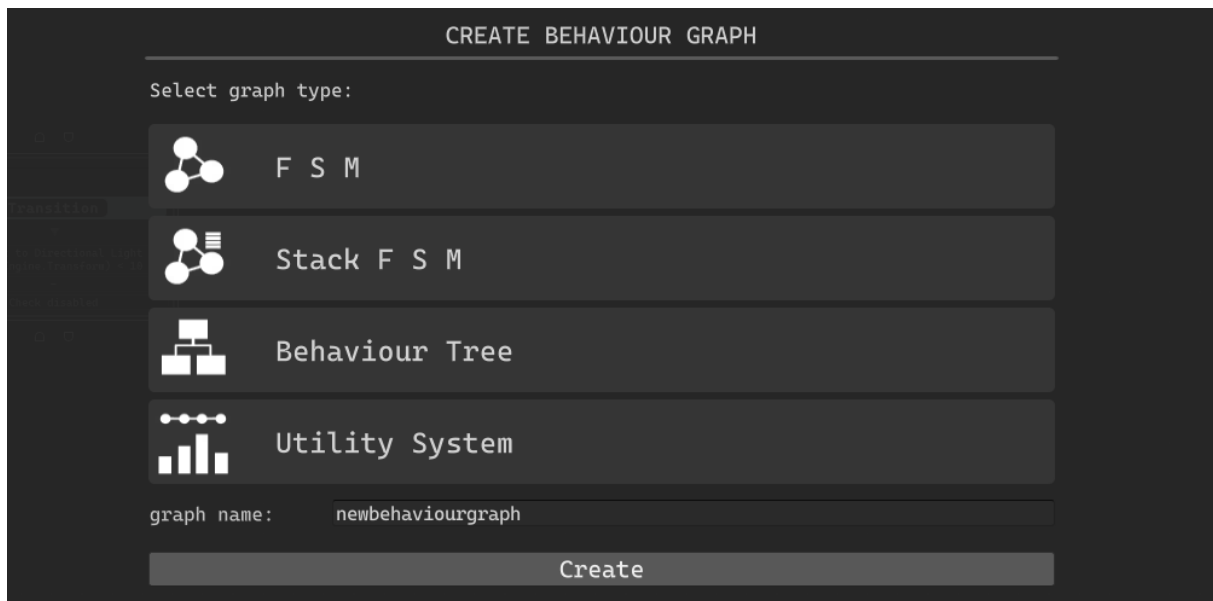 CREATE BEHAVIOUR GRAPH
Select graph type:
F S M
Stack F S M
Behaviour Tree
Utility System
graph name: newbehaviourgraph
Create
Transition